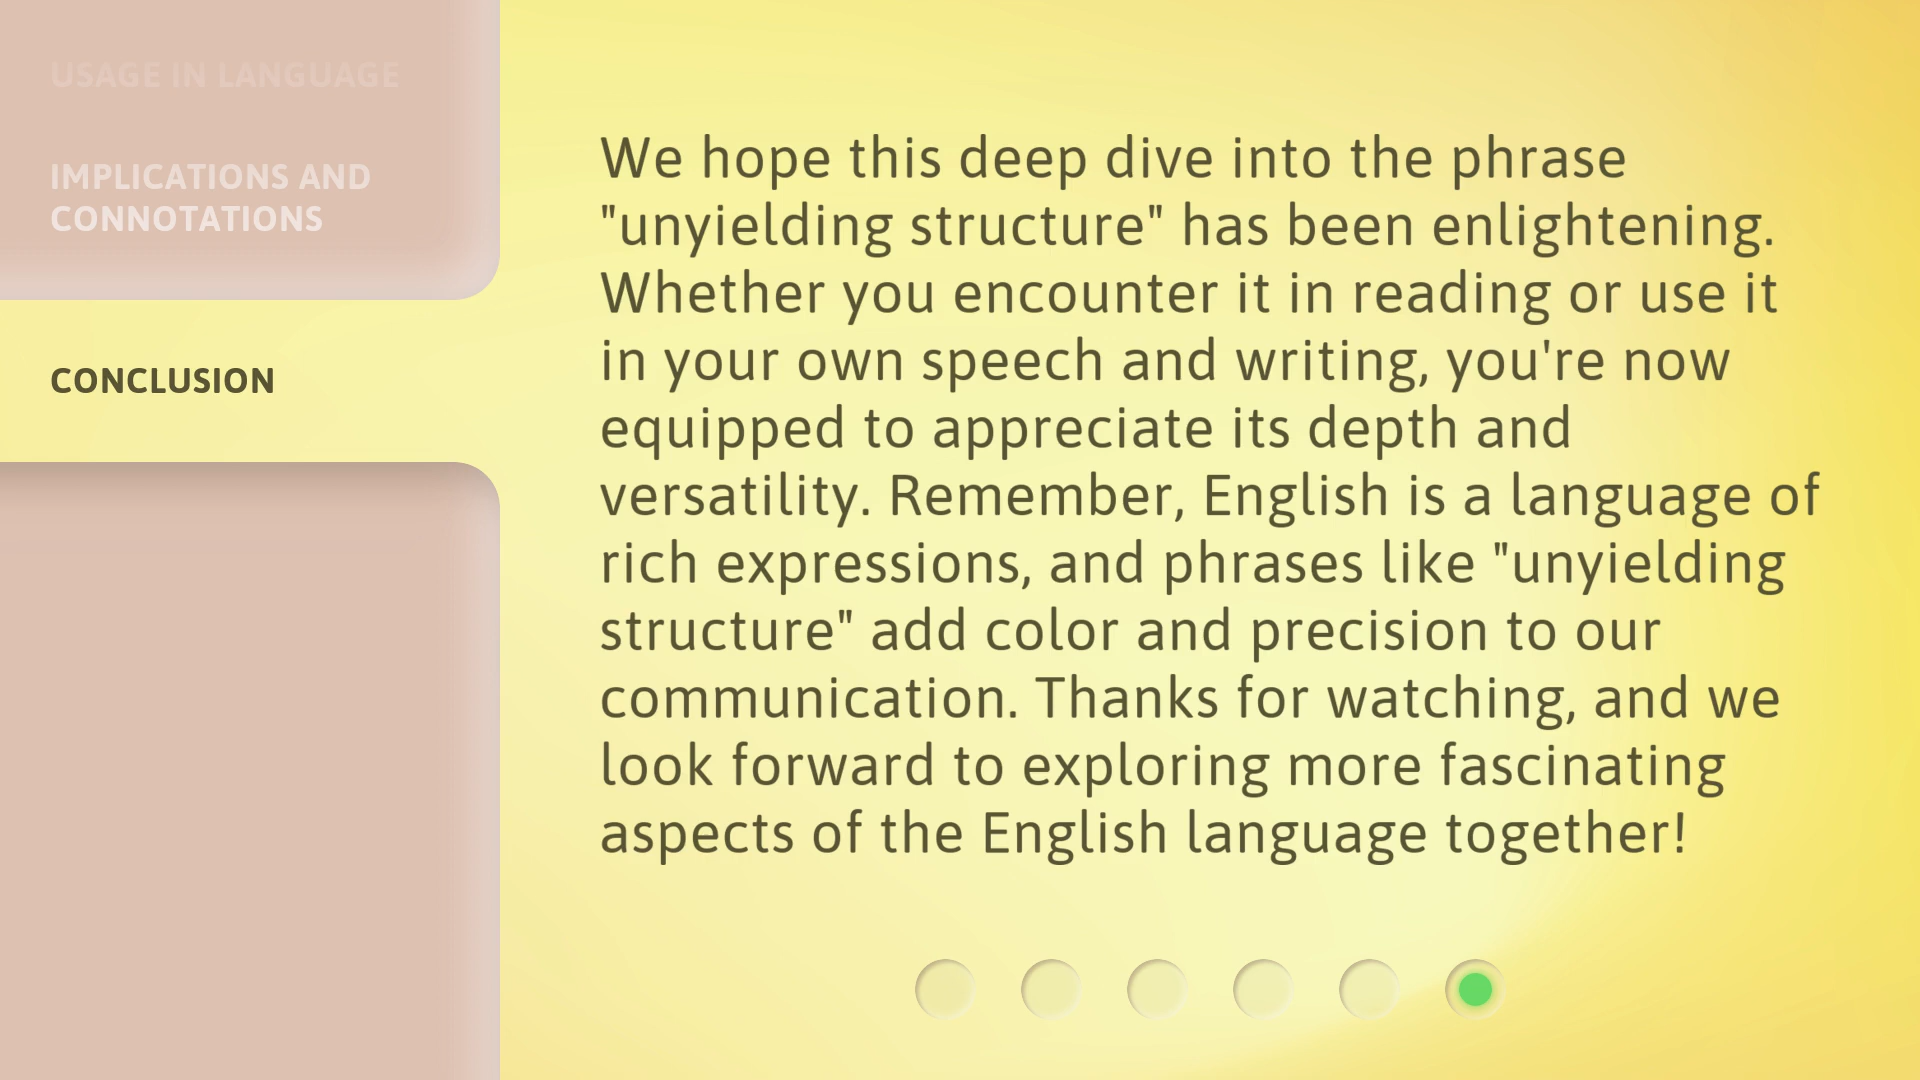 USAGE IN LANGUAGE
IMPLICATIONS AND
CONNOTATIONS
CONCLUSION
We hope this deep dive into the phrase
"unyielding structure" has been enlightening.
Whether you encounter it in reading or use it
in your own speech and writing, you're now
equipped to appreciate its depth and
versatility. Remember, English is a language of
rich expressions, and phrases like "unyielding
structure" add color and precision to our
communication. Thanks for watching, and we
look forward to exploring more fascinating
aspects of the English language together!